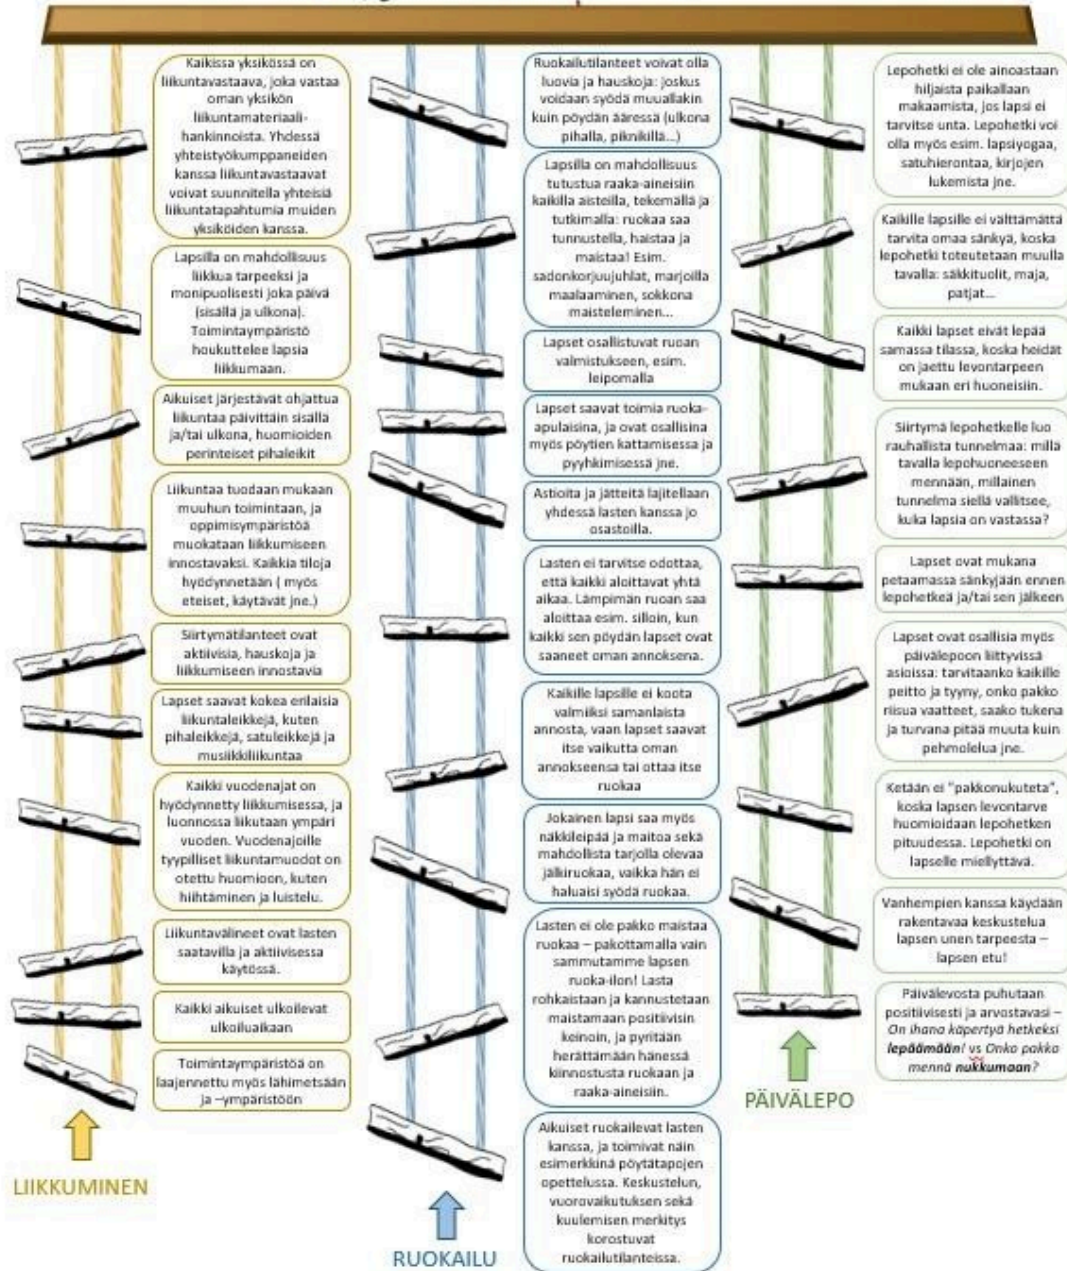 Kaikissa yksikössä on
liikuntavastaava, joka vastaa
oman yksikön
liikuntamateriaali-
hankinnoista. Yhdessä
yhteistyökumppaneiden
kanssa liikuntavastaavat
voivat suunnitella yhteisiä
liikuntatapahtumia muiden
yksiköiden kanssa.
Lapsilla on mahdollisuus
liikkua tarpeeksi ja
monipuolisesti joka päivä
(sisällä ja ulkona).
Toimintaympäristö
houkuttelee lapsia
liikkumaan.
Aikuiset järjestävät ohjattua
liikuntaa päivittäin sisällä
ja/tai ulkona, huomioiden
perinteiset pihaleikit
Liikuntaa tuodaan mukaan
muuhun toimintaan, ja
oppimisympäristöä
muokataan liikkumiseen
innostavaksi. Kaikkia tiloja
hyödynnetään ( myös
eteiset, käytävät jne.)
Siirtymätilanteet ovat
aktiivisia, hauskoja ja
liikkumiseen innostavia
Lapset saavat kokea erilaisia
liikuntaleikkejä, kuten
pihaleikkejä, satuleikkejä ja
musiikkiliikuntaa
Kaikki vuodenajat on
hyödynnetty liikkumisessa, ja
luonnossa liikutaan ympäri
vuoden. Vuodenajoille
tyypilliset liikuntamuodot on
otettu huomioon, kuten
hiihtäminen ja luistelu.
Liikuntavälineet ovat lasten
saatavilla ja aktiivisessa
käytössä.
Kaikki aikuiset ulkoilevat
ulkoiluaikaan
Toimintaympäristöä on
laajennettu myös lähimetsään
ja –ympäristöön
LIIKKUMINEN
Ruokailutilanteet voivat olla
luovia ja hauskoja: joskus
voidaan syödä muuallakin
kuin pöydän ääressä (ulkona
pihalla, piknikillä...)
Lapsilla on mahdollisuus
tutustua raaka-aineisiin
kaikilla aisteilla, tekemällä ja
tutkimalla: ruokaa saa
tunnustella, haistaa ja
maistaa! Esim.
sadonkorjuujuhlat, marjoilla
maalaaminen, sokkona
maisteleminen...
Lapset osallistuvat ruoan
valmistukseen, esim.
leipomalla
Lapset saavat toimia ruoka-
apulaisina, ja ovat osallisina
myös pöytien kattamisessa ja
pyyhkimisessä jne.
Astioita ja jätteitä lajitellaan
yhdessä lasten kanssa jo
osastoilla.
Lasten ei tarvitse odottaa,
että kaikki aloittavat yhtä
aikaa. Lämpimän ruoan saa
aloittaa esim. silloin, kun
kaikki sen pöydän lapset ovat
saaneet oman annoksena.
Kaikille lapsille ei koota
valmiiksi samanlaista
annosta, vaan lapset saavat
itse vaikutta oman
annokseensa tai ottaa itse
ruokaa
Jokainen lapsi saa myös
näkkileipää ja maitoa sekä
mahdollista tarjolla olevaa
jälkiruokaa, vaikka hän ei
haluaisi syödä ruokaa.
Lasten ei ole pakko maistaa
ruokaa – pakottamalla vain
sammutamme lapsen
ruoka-ilon! Lasta
rohkaistaan ja kannustetaan
maistamaan positiivisin
keinoin, ja pyritään
herättämään hänessä
kiinnostusta ruokaan ja
raaka-aineisiin.
Aikuiset ruokailevat lasten
kanssa, ja toimivat näin
esimerkkinä pöytätapojen
opettelussa. Keskustelun,
vuorovaikutuksen sekä
kuulemisen merkitys
korostuvat
ruokailutilanteissa.
RUOKAILU
Lepohetki ei ole ainoastaan
hiljaista paikallaan
makaamista, jos lapsi ei
tarvitse unta. Lepohetki voi
olla myös esim. lapsiyogaa,
satuhierontaa, kirjojen
lukemista jne.
Kaikille lapsille ei välttämättä
tarvita omaa sänkyä, koska
lepohetki toteutetaan muulla
tavalla: säkkituolit, maja,
patjat...
Kaikki lapset eivät lepää
samassa tilassa, koska heidät
on jaettu levontarpeen
mukaan eri huoneisiin.
Siirtymä lepohetkelle luo
rauhallista tunnelmaa: millä
tavalla lepohuoneeseen
mennään, millainen
tunnelma siellä vallitsee,
kuka lapsia on vastassa?
Lapset ovat mukana
petaamassa sänkyjään ennen
lepohetkeä ja/tai sen jälkeen
Lapset ovat osallisia myös
päivälepoon liittyvissä
asioissa: tarvitaanko kaikille
peitto ja tyyny, onko pakko
riisua vaatteet, saako tukena
ja turvana pitää muuta kuin
pehmolelua jne.
Ketään ei "pakkonukuteta",
koska lapsen levontarve
huomioidaan lepohetken
pituudessa. Lepohetki on
lapselle miellyttävä.
Vanhempien kanssa käydään
rakentavaa keskustelua
lapsen unen tarpeesta –
lapsen etu!
Päivälevosta puhutaan
positiivisesti ja arvostavasi –
On ihana käpertyä hetkeksi
lepäämään! vs Onko pakko
mennä nukkumaan?
PÄIVÄLEPO